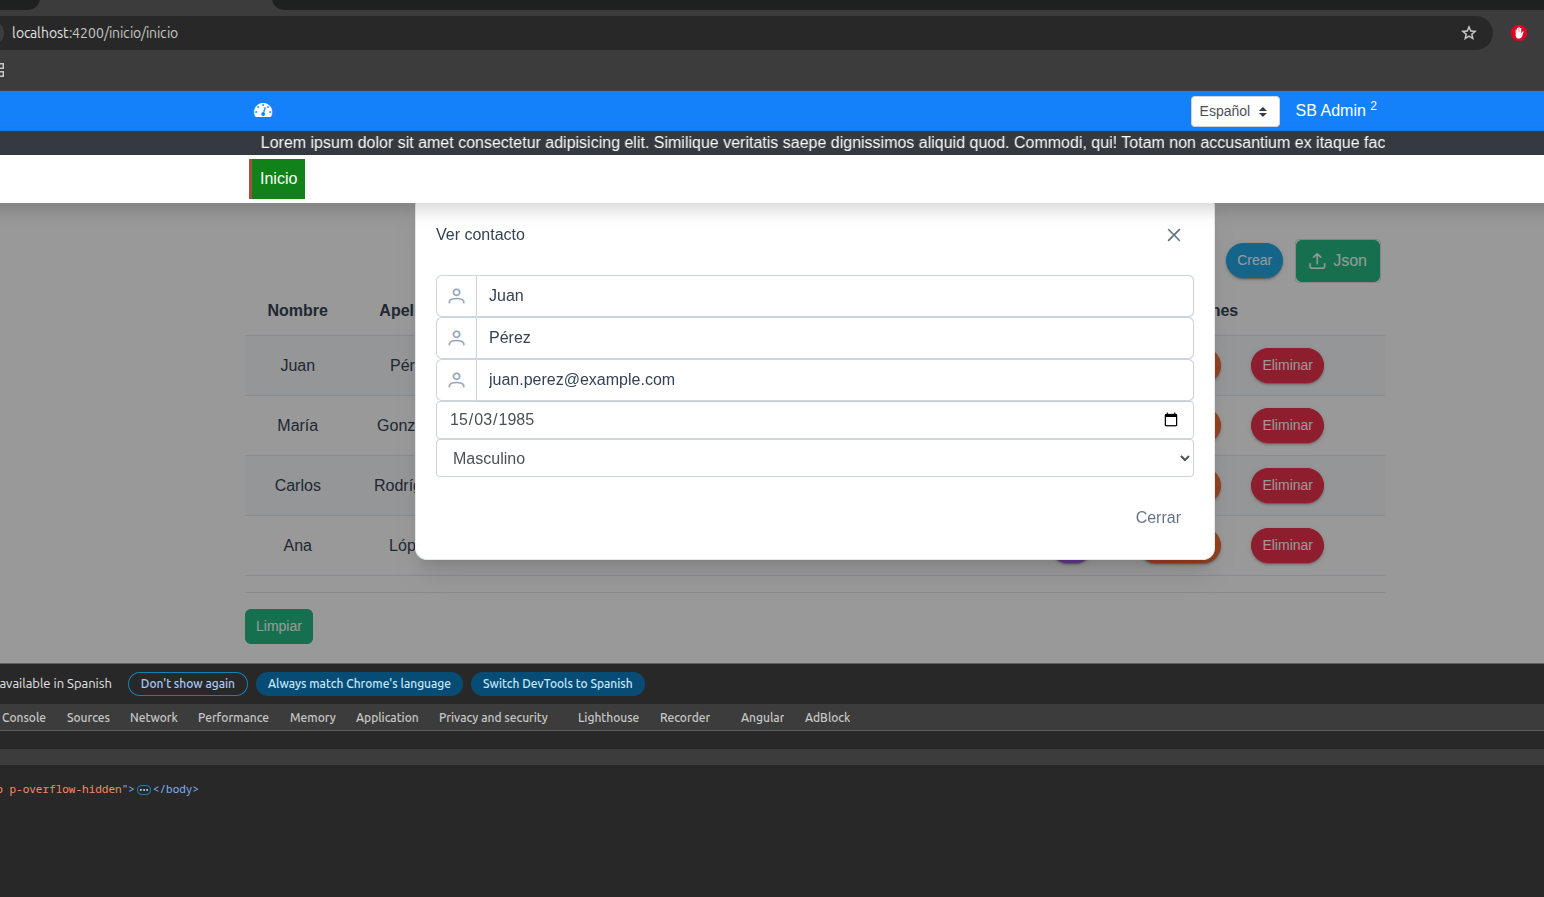 localhost:4200/inicio/inicio
Español
SB Admin 2
Lorem ipsum dolor sit amet consectetur adipisicing elit. Similique veritatis saepe dignissimos aliquid quod. Commodi, qui! Totam non accusantium ex itaque fac
Inicio
Ver contacto
Crear
Json
Juan
Nombre
Apel
nes
Pérez
Juan
Pér
Eliminar
juan.perez@example.com
15/03/1985
María
Gonz
Eliminar
Masculino
Carlos
Rodríg
Eliminar
Cerrar
Ana
Lóp
Eliminar
Limpiar
available in Spanish
Don't show again
Always match Chrome's language
Switch DevTools to Spanish
Console Sources Network Performance Memory Application Privacy and security Lighthouse Recorder Angular AdBlock
p-overflow-hidden">…</body>